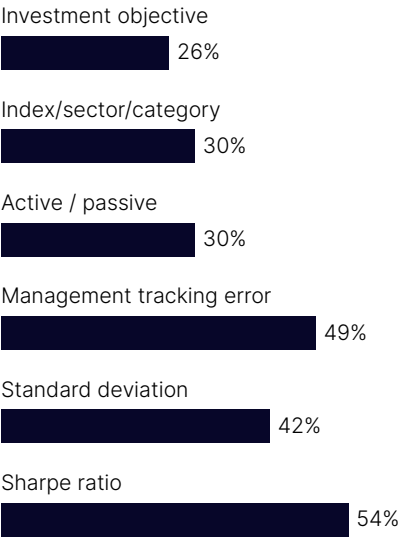 Investment objective
26%
Index/sector/category
30%
Active / passive
30%
Management tracking error
49%
Standard deviation
42%
Sharpe ratio
54%